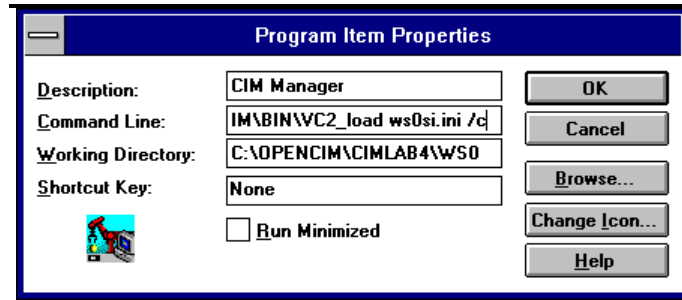 Program Item Properties
Description: CIM Manager
Command Line: IM\BIN\VC2_load ws0si.ini /c
Working Directory: C:\OPENCIM\CIMLAB4\WS0
Shortcut Key: None
Run Minimized
OK
Cancel
Browse...
Change Icon...
Help